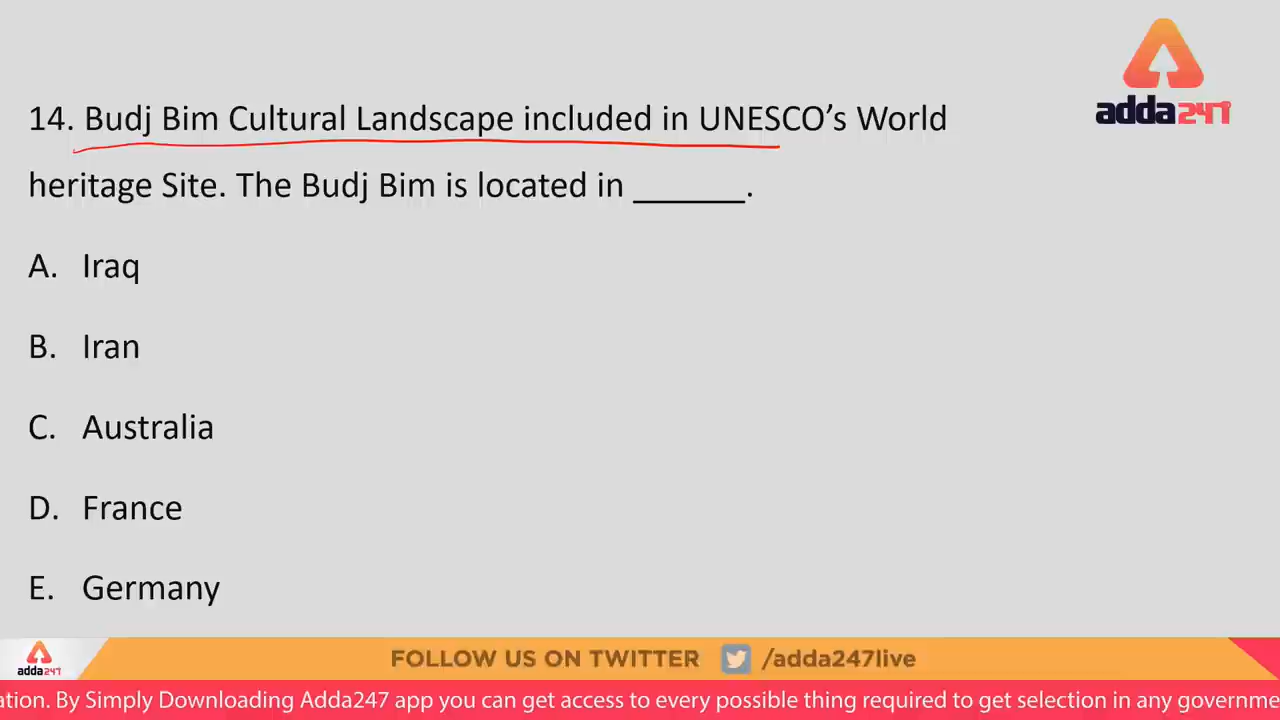 adda247
14. Budj Bim Cultural Landscape included in UNESCO’s World
heritage Site. The Budj Bim is located in ______.
A. Iraq
B. Iran
C. Australia
D. France
E. Germany
adda247
FOLLOW US ON TWITTER /adda247live
ation. By Simply Downloading Adda247 app you can get access to every possible thing required to get selection in any governme